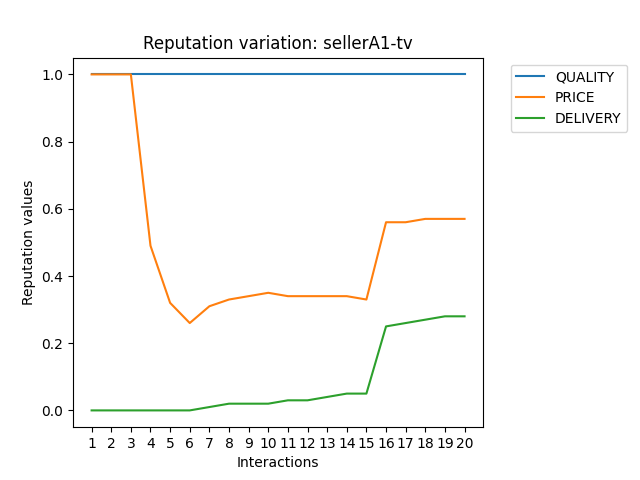 Reputation variation: sellerA1-tv
QUALITY
PRICE
DELIVERY
Reputation values
1.0
0.8
0.6
0.4
0.2
0.0
1 2 3 4 5 6 7 8 9 10 11 12 13 14 15 16 17 18 19 20
Interactions